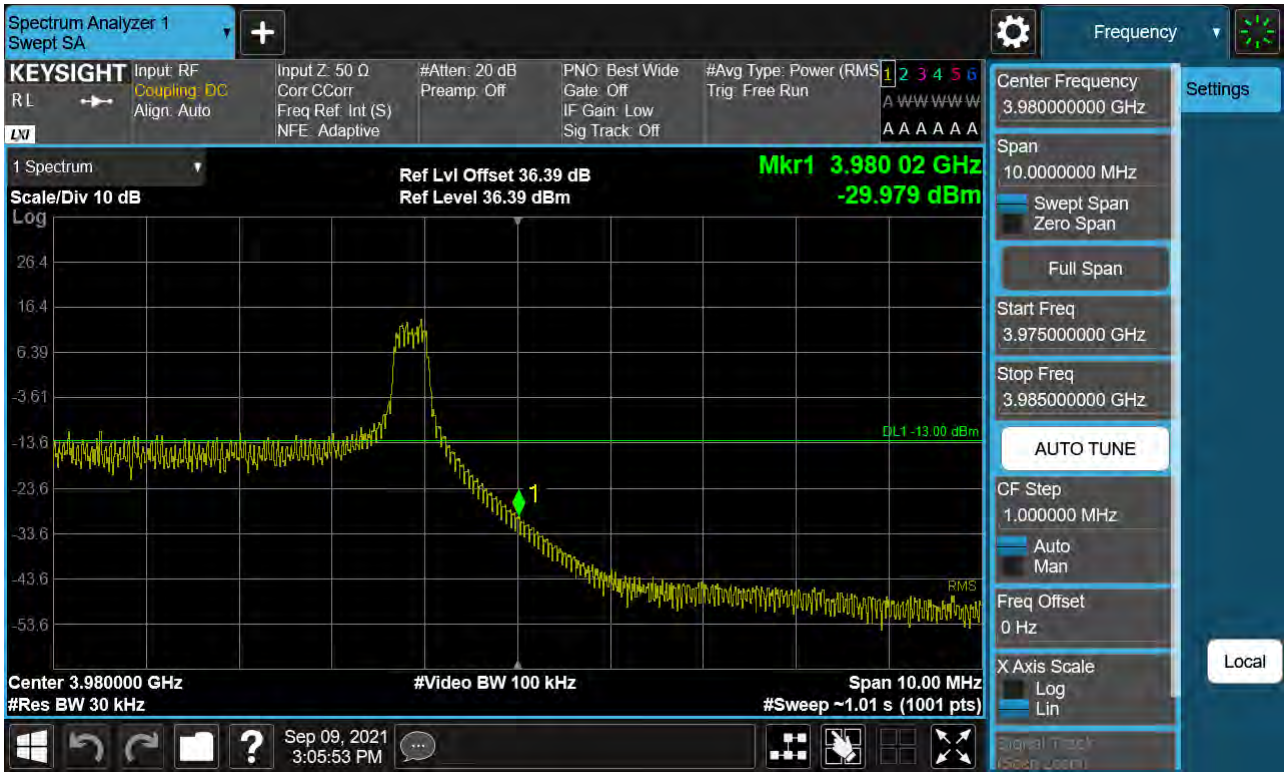 Spectrum Analyzer 1
Swept SA
+
Frequency
KEYSIGHT
RL
LXI
Input: RF
Coupling: DC
Align: Auto
Input Z: 50 Ω
Corr CCorr
Freq Ref: Int (S)
NFE: Adaptive
#Atten: 20 dB
Preamp: Off
PNO: Best Wide
Gate: Off
IF Gain: Low
Sig Track: Off
#Avg Type: Power (RMS
Trig: Free Run
1 2 3 4 5 6
A W W W W W
A A A A A A
1 Spectrum
Scale/Div 10 dB
Log
Ref Lvl Offset 36.39 dB
Ref Level 36.39 dBm
Mkr1 3.980 02 GHz
-29.979 dBm
26.4
16.4
6.39
-3.61
-13.6
-23.6
-33.6
-43.6
-53.6
DL1 -13.00 dBm
1
RMS
Center 3.980000 GHz
#Res BW 30 kHz
#Video BW 100 kHz
Span 10.00 MHz
#Sweep ~1.01 s (1001 pts)
Center Frequency
3.980000000 GHz
Span
10.0000000 MHz
Swept Span
Zero Span
Full Span
Start Freq
3.975000000 GHz
Stop Freq
3.985000000 GHz
AUTO TUNE
CF Step
1.000000 MHz
Auto
Man
Freq Offset
0 Hz
X Axis Scale
Log
Lin
Signal Track
(Span Zoom)
Settings
Local
?
Sep 09, 2021
3:05:53 PM